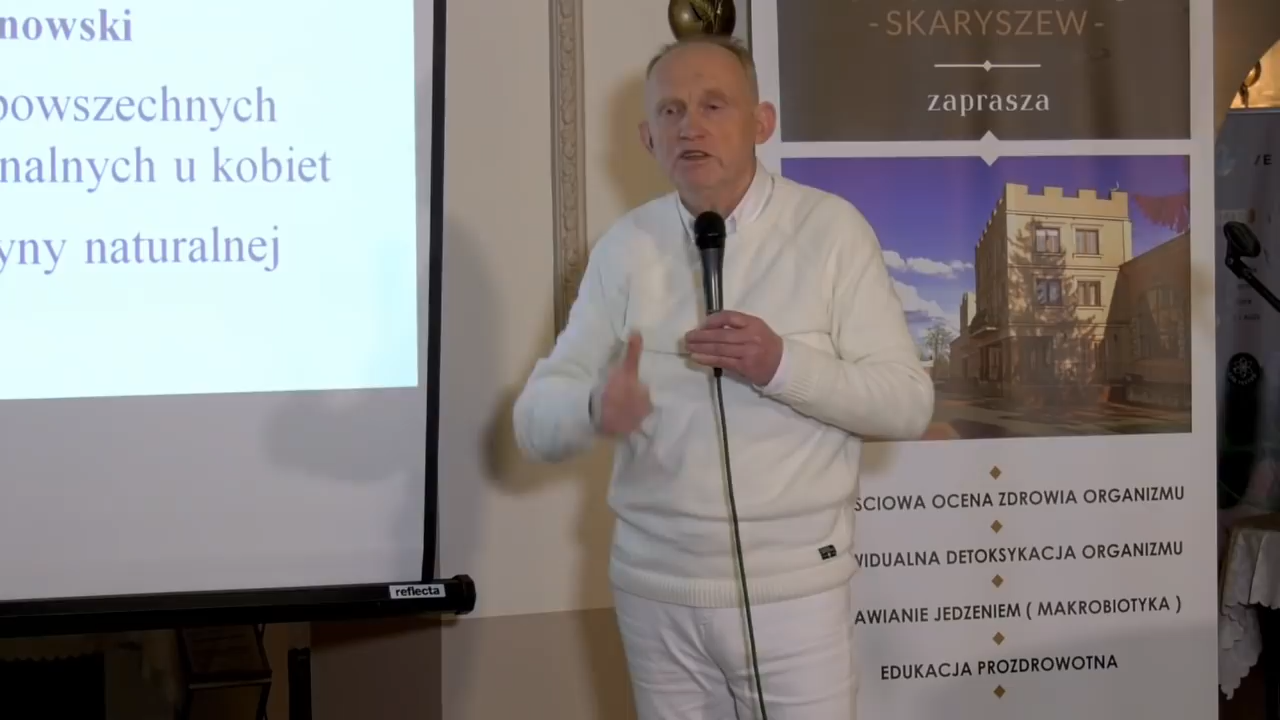 nowski
powszechnych
nalnych u kobiet
yny naturalnej
reflecta
- SKARYSZEW -
zaprasza
ŚCIOWA OCENA ZDROWIA ORGANIZMU
WIDUALNA DETOKSYKACJA ORGANIZMU
AWIANIE JEDZENIEM ( MAKROBIOTYKA )
EDUKACJA PROZDROWOTNA